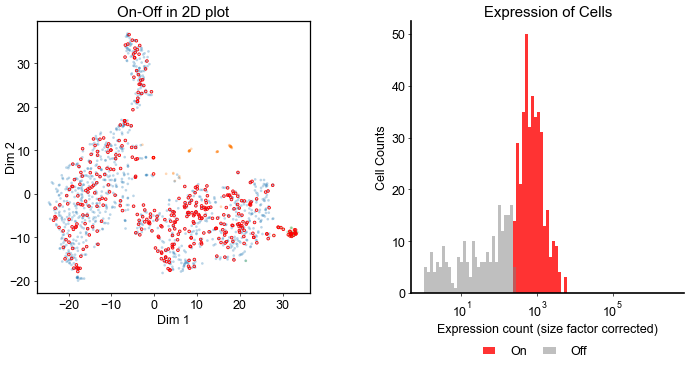 On-Off in 2D plot
Dim 2
40
30
20
10
0
−10
−20
−20 −10 0 10 20 30
Dim 1
Expression of Cells
Cell Counts
50
40
30
20
10
0
10^1 10^3 10^5
Expression count (size factor corrected)
On Off